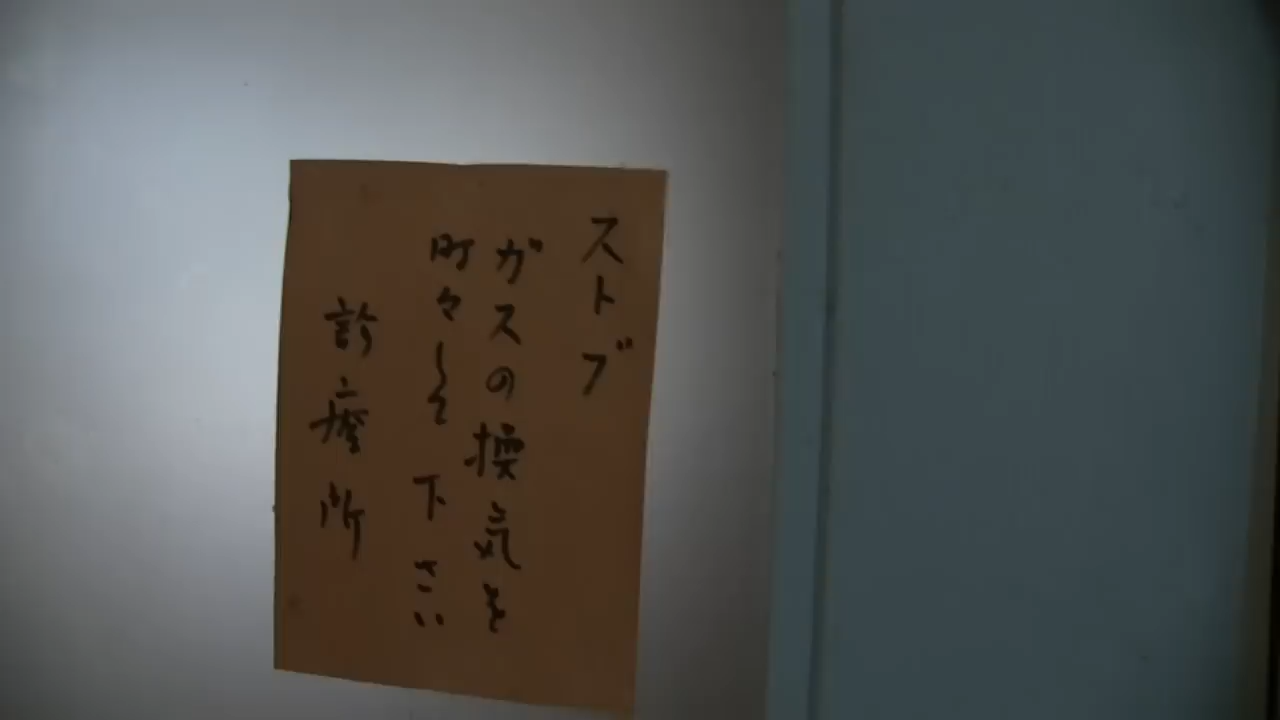 ストブ
ガスの換気を
時々して下さい
診療所